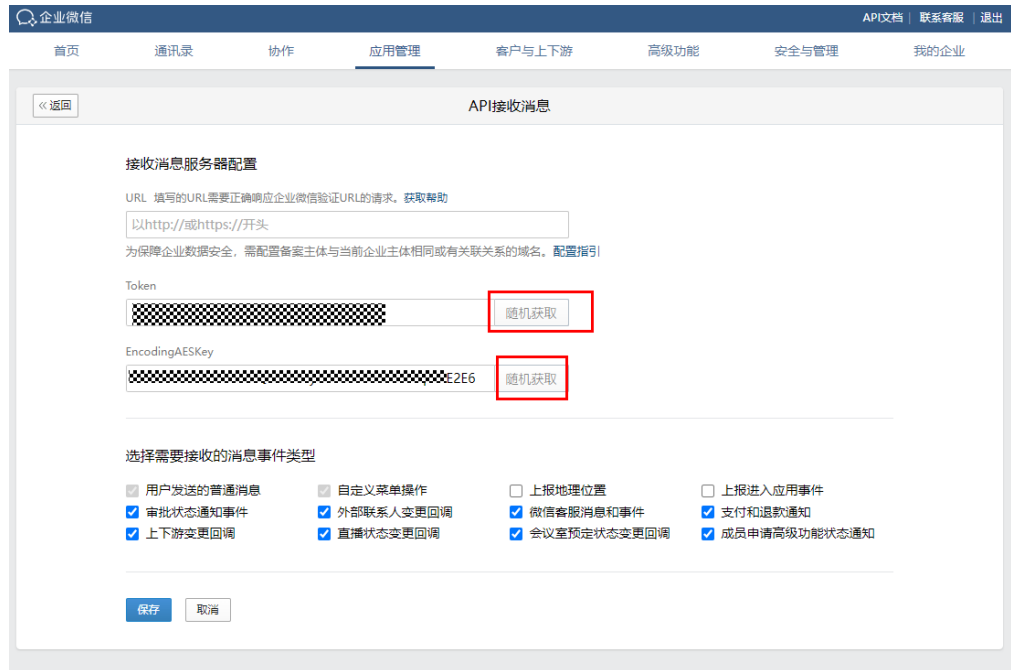 企业微信
API文档 | 联系客服 | 退出
首页 通讯录 协作 应用管理 客户与上下游 高级功能 安全与管理 我的企业
《返回
API接收消息
接收消息服务器配置
URL 填写的URL需要正确响应企业微信验证URL的请求。获取帮助
以http://或https://开头
为保障企业数据安全，需配置备案主体与当前企业主体相同或有关联关系的域名。配置指引
Token
随机获取
EncodingAESKey
E2E6 随机获取
选择需要接收的消息事件类型
用户发送的普通消息 自定义菜单操作 上报地理位置 上报进入应用事件
审批状态通知事件 外部联系人变更回调 微信客服消息和事件 支付和退款通知
上下游变更回调 直播状态变更回调 会议室预定状态变更回调 成员申请高级功能状态通知
保存 取消